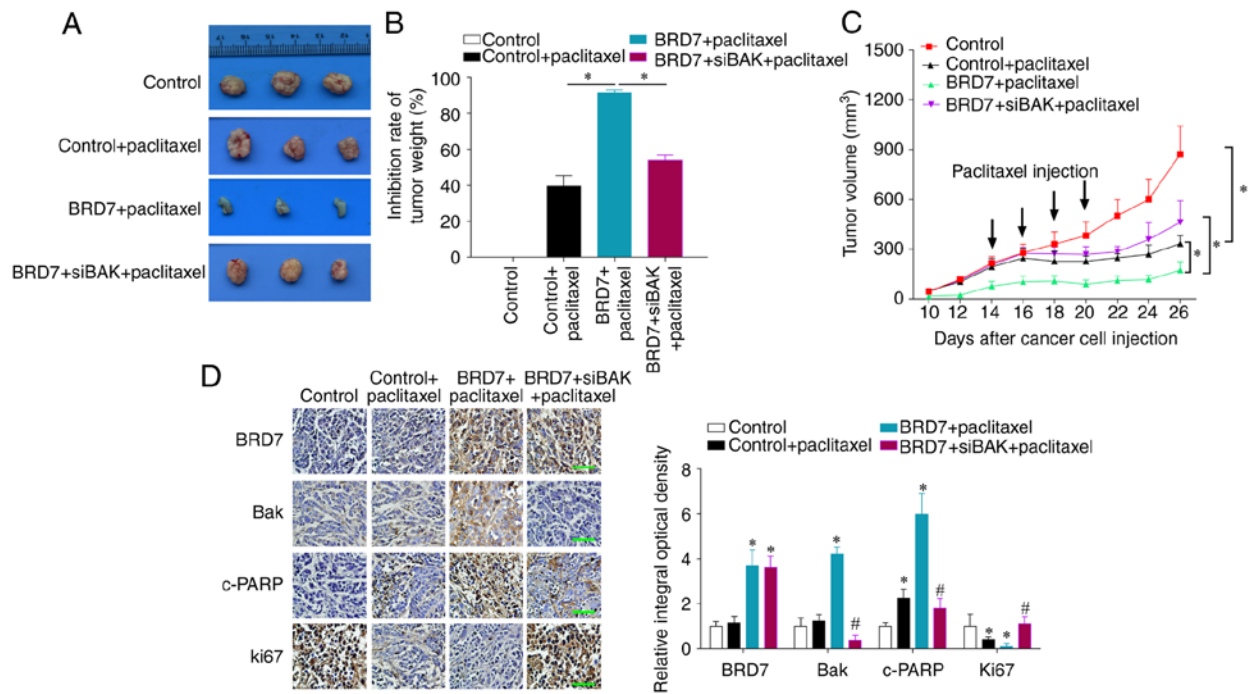 A
Control
Control+paclitaxel
BRD7+paclitaxel
BRD7+siBAK+paclitaxel
B
Control
BRD7+paclitaxel
Control+paclitaxel
BRD7+siBAK+paclitaxel
Inhibition rate of
tumor weight (%)
100
80
60
40
20
0
*
*
Control
Control+
paclitaxel
BRD7+
paclitaxel
BRD7+siBAK
+paclitaxel
C
Control
Control+paclitaxel
BRD7+paclitaxel
BRD7+siBAK+paclitaxel
Tumor volume (mm³)
1500
1200
900
600
300
0
Paclitaxel injection
*
*
*
10 12 14 16 18 20 22 24 26
Days after cancer cell injection
D
Control
Control+
paclitaxel
BRD7+
paclitaxel
BRD7+siBAK
+paclitaxel
BRD7
Bak
c-PARP
ki67
Control
BRD7+paclitaxel
Control+paclitaxel
BRD7+siBAK+paclitaxel
Relative integral optical density
8
6
4
2
0
* *
* #
* * #
* * #
BRD7 Bak c-PARP Ki67